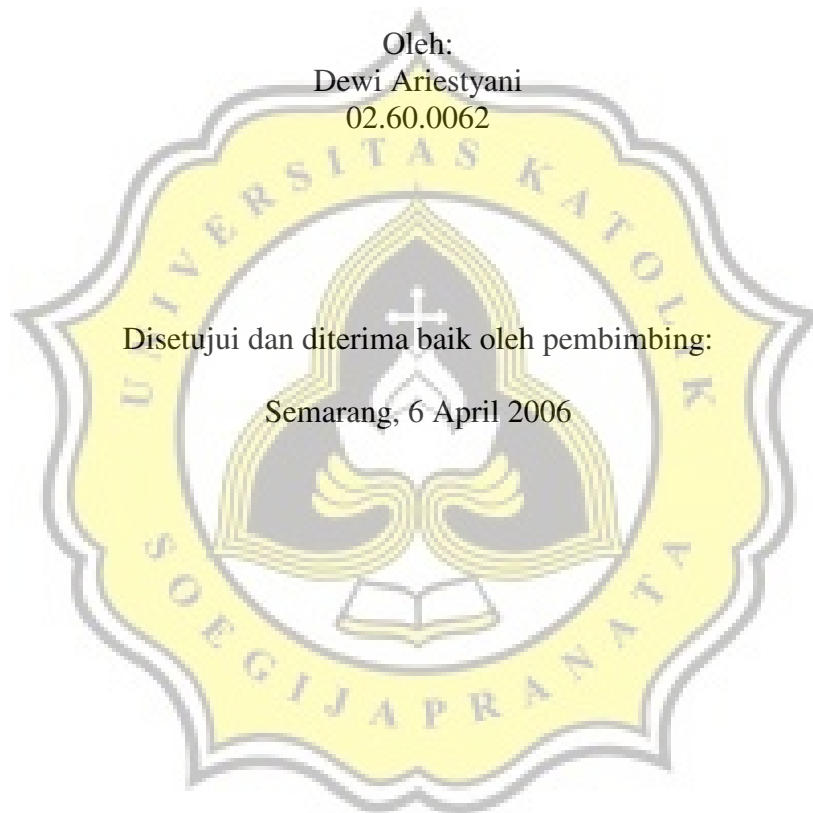 Oleh:
Dewi Ariestyani
02.60.0062
UNIVERSITAS KATOLIK
Disetujui dan diterima baik oleh pembimbing:
Semarang, 6 April 2006
SOEGIJAPRANATA